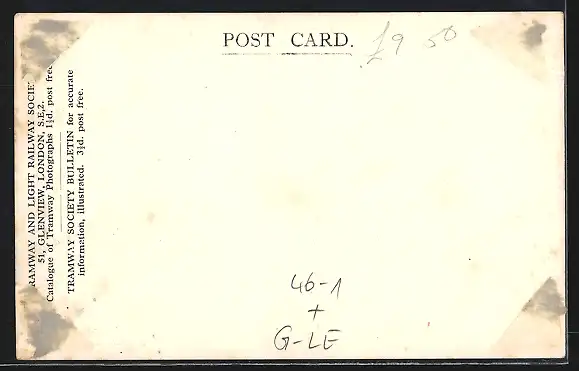 POST CARD.
£9 50
RAMWAY AND LIGHT RAILWAY SOCIE
51, GLENVIEW, LONDON, S.E.2.
Catalogue of Tramway Photographs 1½d. post free
TRAMWAY SOCIETY BULLETIN for accurate
information, illustrated. 3½d. post free.
46-1
+
G-LE